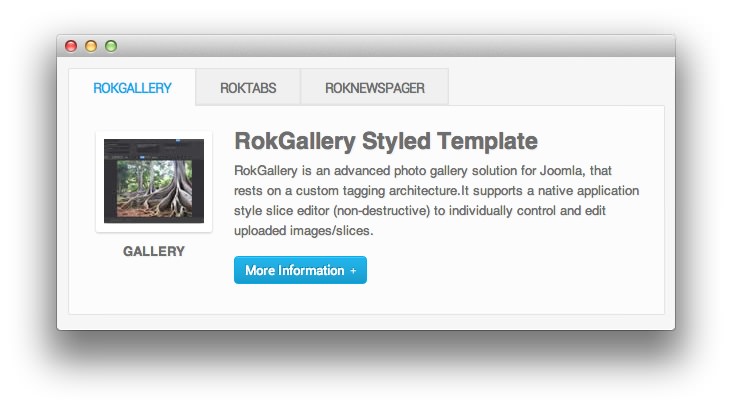 ROKGALLERY ROKTABS ROKNEWSPAGER
RokGallery Styled Template
RokGallery is an advanced photo gallery solution for Joomla, that
rests on a custom tagging architecture.It supports a native application
style slice editor (non-destructive) to individually control and edit
uploaded images/slices.
GALLERY
More Information +